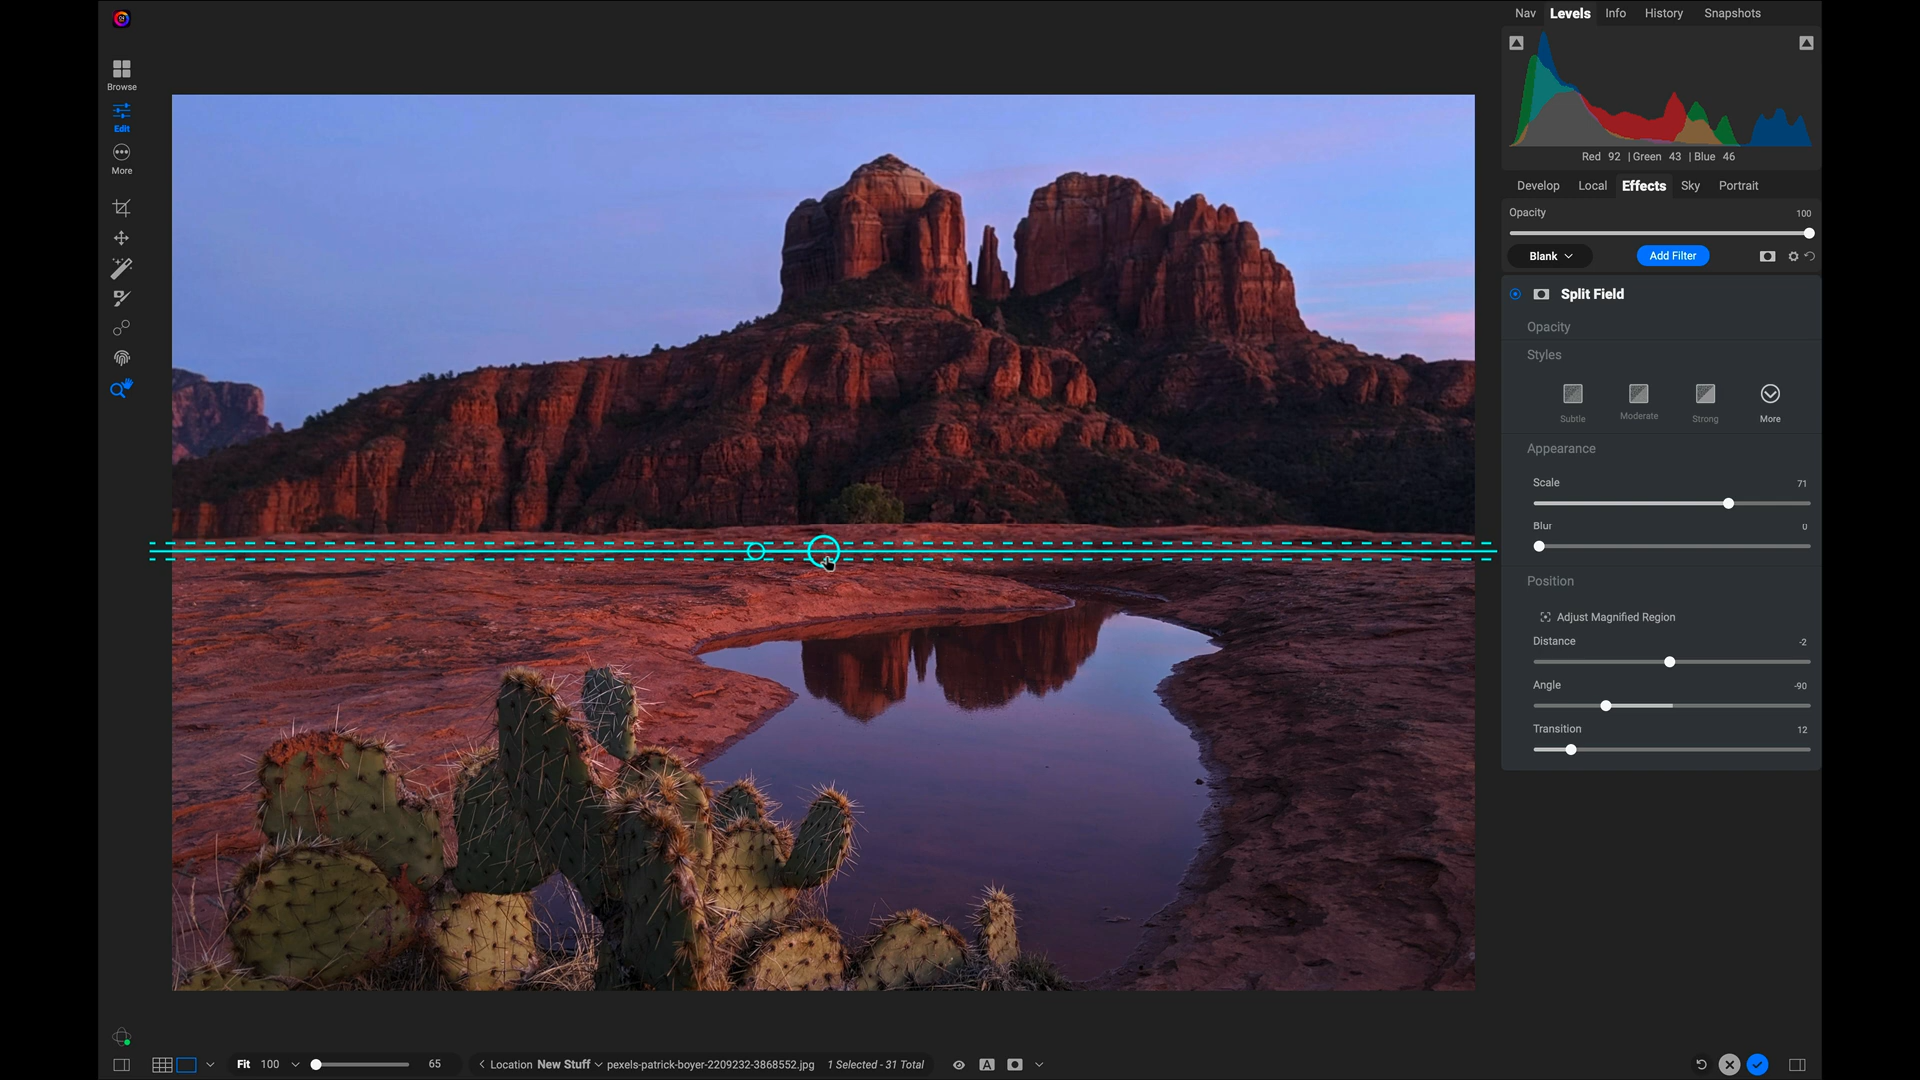 Nav Levels Info History Snapshots
Browse
Edit
More
Red 92 | Green 43 | Blue 46
Develop Local Effects Sky Portrait
Opacity 100
Blank Add Filter
Split Field
Opacity
Styles
Subtle Moderate Strong More
Appearance
Scale 71
Blur 0
Position
Adjust Magnified Region
Distance -2
Angle -90
Transition 12
Fit 100 65 Location New Stuff pexels-patrick-boyer-2209232-3868552.jpg 1 Selected - 31 Total A